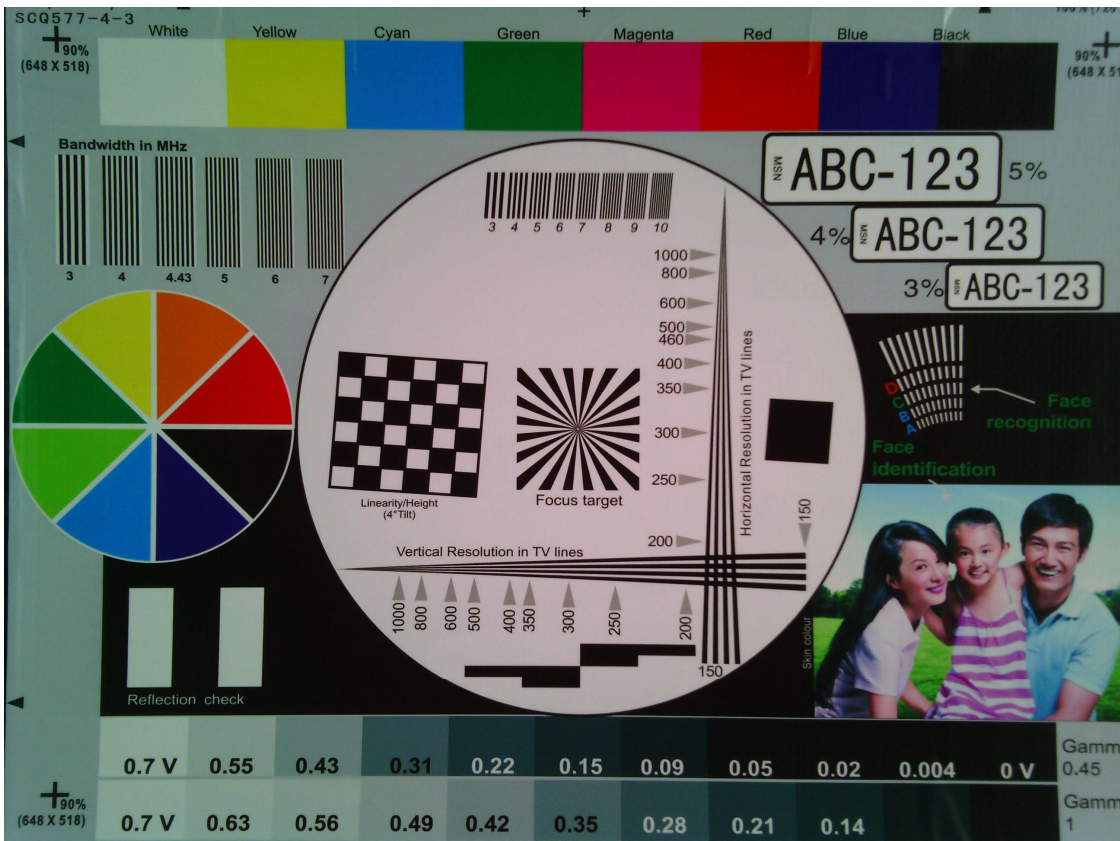 SCQ577-4-3
90%
(648 X 518)
White Yellow Cyan Green Magenta Red Blue Black
90%
(648 X 51
Bandwidth in MHz
3 4 4.43 5 6 7
3 4 5 6 7 8 9 10
MSN ABC-123 5%
4% MSN ABC-123
3% MSN ABC-123
1000
800
600
500
460
400
350
300
250
200
Horizontal Resolution in TV lines
150
D
C
B
A
Face
recognition
Face
identification
Linearity/Height
(4°Tilt)
Focus target
Vertical Resolution in TV lines
1000 800 600 500 400 350 300 250 200
150
Skin colour
Reflection check
0.7 V 0.55 0.43 0.31 0.22 0.15 0.09 0.05 0.02 0.004 0 V
Gamm
0.45
90%
(648 X 518)
0.7 V 0.63 0.56 0.49 0.42 0.35 0.28 0.21 0.14
Gamm
1